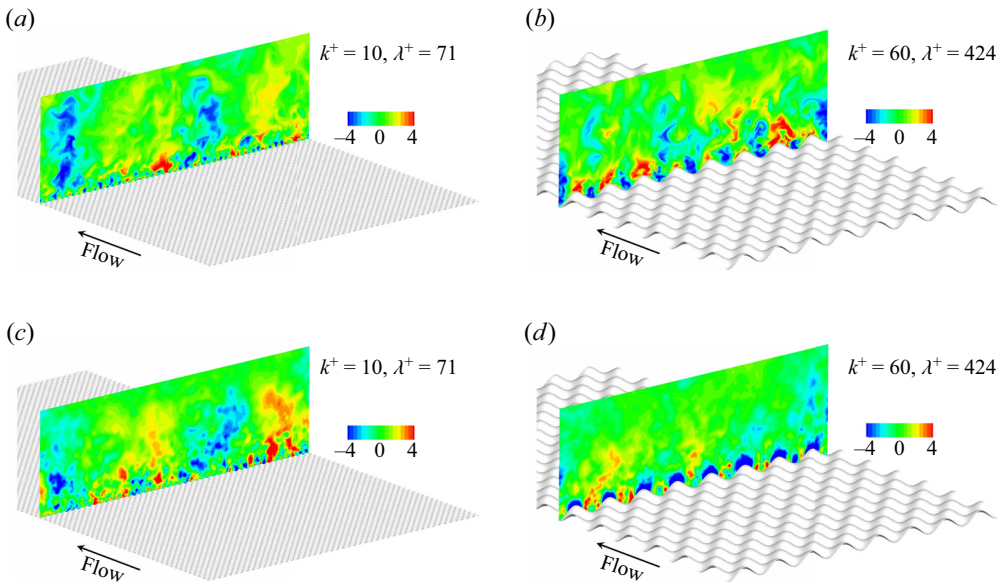 (a)
k⁺ = 10, λ⁺ = 71
–4 0 4
Flow
(b)
k⁺ = 60, λ⁺ = 424
–4 0 4
Flow
(c)
k⁺ = 10, λ⁺ = 71
–4 0 4
Flow
(d)
k⁺ = 60, λ⁺ = 424
–4 0 4
Flow